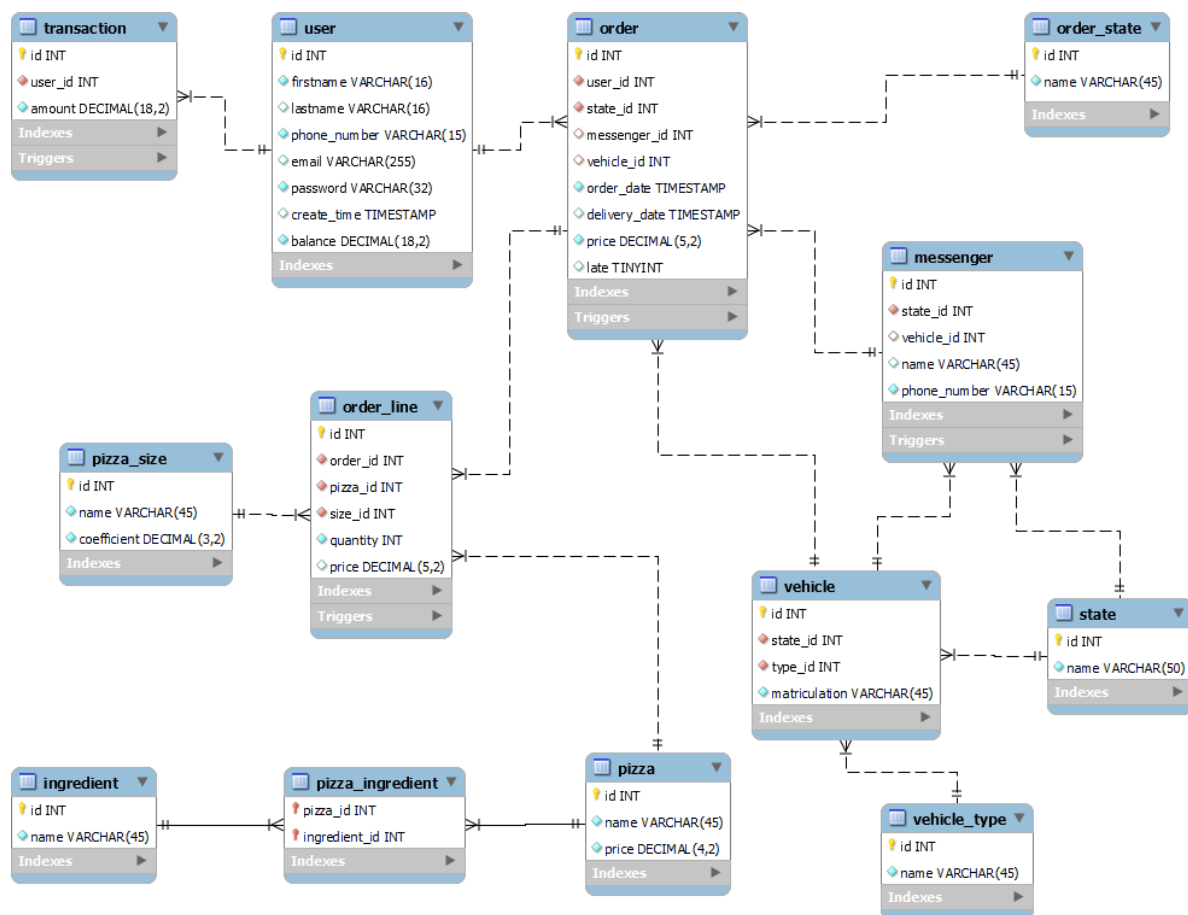 transaction
id INT
user_id INT
amount DECIMAL(18,2)
Indexes
Triggers
user
id INT
firstname VARCHAR(16)
lastname VARCHAR(16)
phone_number VARCHAR(15)
email VARCHAR(255)
password VARCHAR(32)
create_time TIMESTAMP
balance DECIMAL(18,2)
Indexes
order
id INT
user_id INT
state_id INT
messenger_id INT
vehicle_id INT
order_date TIMESTAMP
delivery_date TIMESTAMP
price DECIMAL(5,2)
late TINYINT
Indexes
Triggers
order_state
id INT
name VARCHAR(45)
Indexes
messenger
id INT
state_id INT
vehicle_id INT
name VARCHAR(45)
phone_number VARCHAR(15)
Indexes
Triggers
order_line
id INT
order_id INT
pizza_id INT
size_id INT
quantity INT
price DECIMAL(5,2)
Indexes
Triggers
pizza_size
id INT
name VARCHAR(45)
coefficient DECIMAL(3,2)
Indexes
vehicle
id INT
state_id INT
type_id INT
matriculation VARCHAR(45)
Indexes
state
id INT
name VARCHAR(50)
Indexes
ingredient
id INT
name VARCHAR(45)
Indexes
pizza_ingredient
pizza_id INT
ingredient_id INT
Indexes
pizza
id INT
name VARCHAR(45)
price DECIMAL(4,2)
Indexes
vehicle_type
id INT
name VARCHAR(45)
Indexes